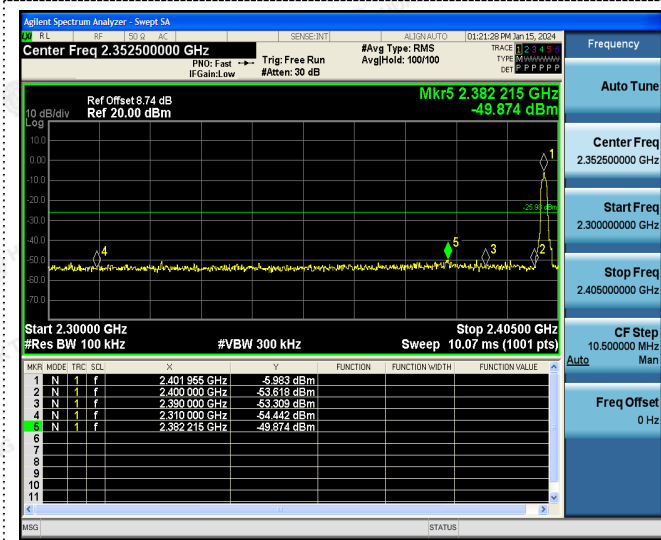 Agilent Spectrum Analyzer - Swept SA
LXI RL RF 50 Ω AC SENSE:INT ALIGN AUTO 01:21:28 PM Jan 15, 2024
Center Freq 2.352500000 GHz
PNO: Fast
IFGain:Low
Trig: Free Run
#Atten: 30 dB
#Avg Type: RMS
Avg|Hold: 100/100
TRACE 1 2 3 4 5 6
TYPE M
DET P P P P P P
Frequency
Auto Tune
Center Freq
2.352500000 GHz
Start Freq
2.300000000 GHz
Stop Freq
2.405000000 GHz
CF Step
10.500000 MHz
Auto Man
Freq Offset
0 Hz
Mkr5 2.382 215 GHz
-49.874 dBm
Ref Offset 8.74 dB
10 dB/div Ref 20.00 dBm
Log
10.0
0.00
-10.0
-20.0
-30.0
-40.0
-50.0
-60.0
-70.0
1
-25.98 dBm
4
5
3
2
Start 2.30000 GHz Stop 2.40500 GHz
#Res BW 100 kHz #VBW 300 kHz Sweep 10.07 ms (1001 pts)
MKR MODE TRC SCL X Y FUNCTION FUNCTION WIDTH FUNCTION VALUE
1 N 1 f 2.401 955 GHz -5.983 dBm
2 N 1 f 2.400 000 GHz -53.618 dBm
3 N 1 f 2.390 000 GHz -53.309 dBm
4 N 1 f 2.310 000 GHz -54.442 dBm
5 N 1 f 2.382 215 GHz -49.874 dBm
6
7
8
9
10
11
MSG STATUS